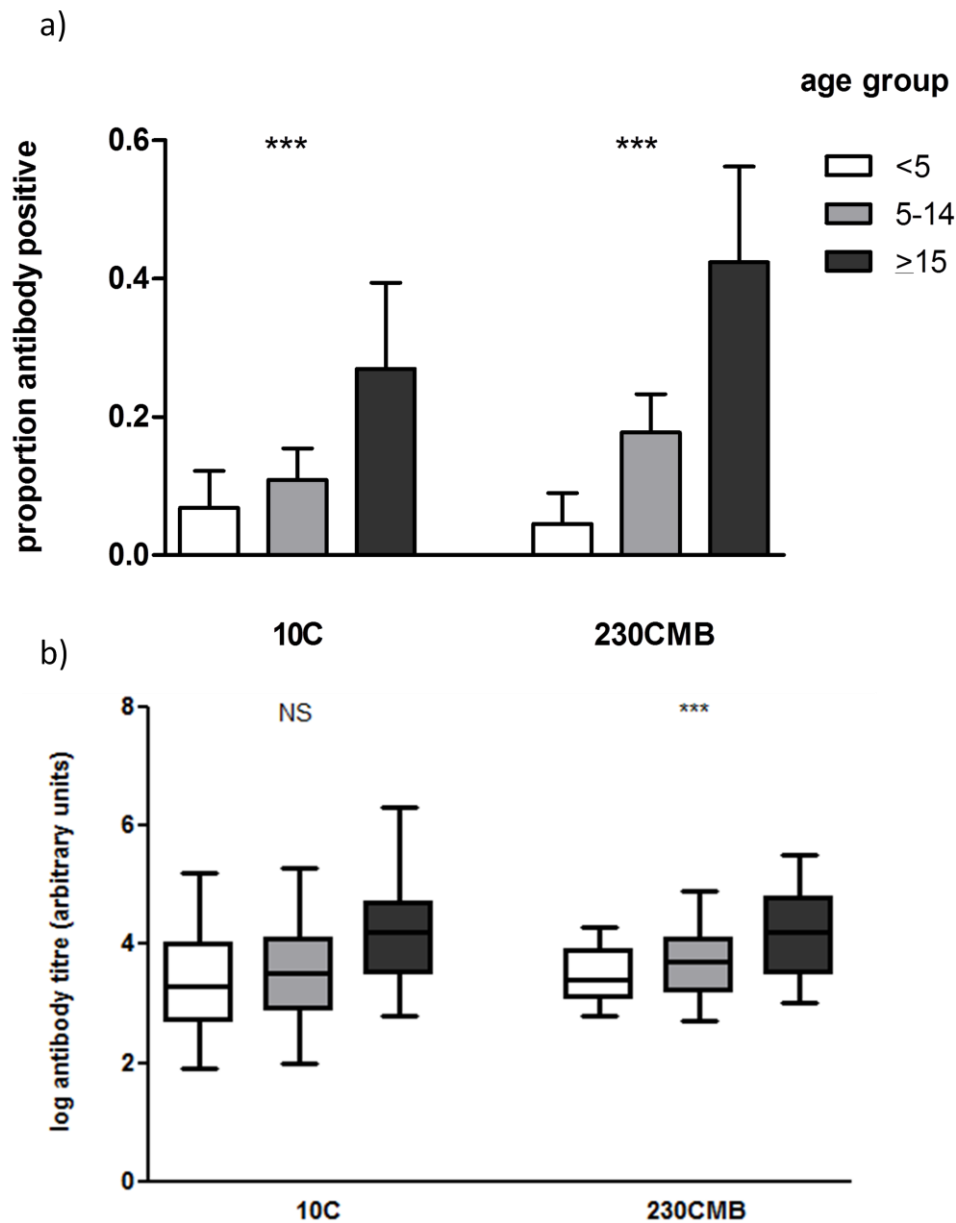 a)
age group
<5
5-14
≥15
proportion antibody positive
0.6
0.4
0.2
0.0
***
***
10C
230CMB
b)
log antibody titre (arbitrary units)
8
6
4
2
0
NS
***
10C
230CMB